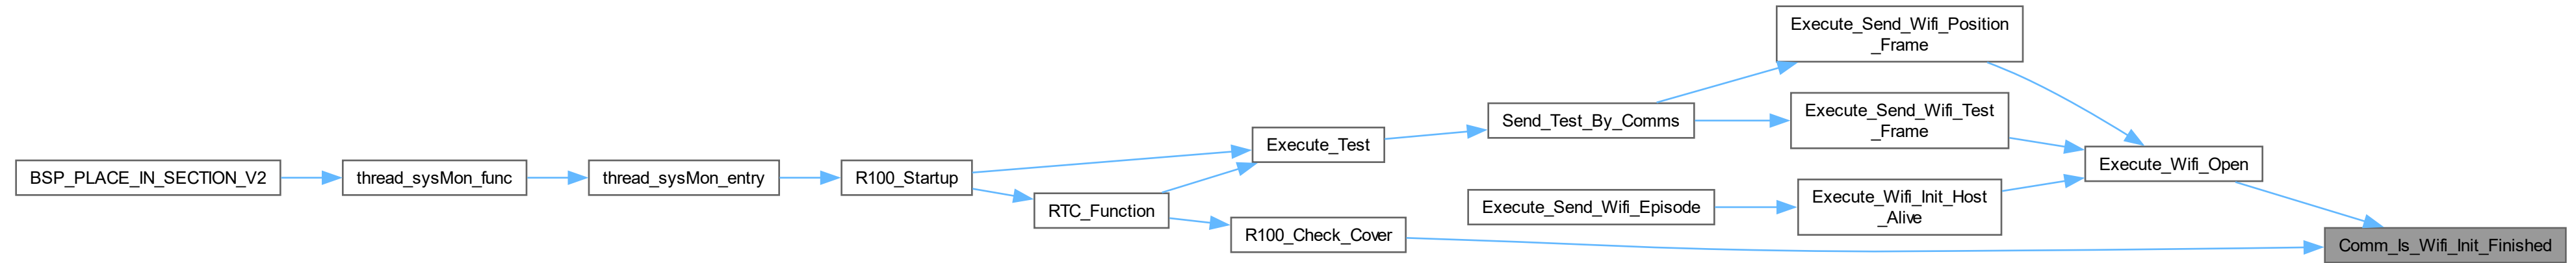 BSP_PLACE_IN_SECTION_V2
thread_sysMon_func
thread_sysMon_entry
R100_Startup
RTC_Function
Execute_Test
R100_Check_Cover
Send_Test_By_Comms
Execute_Send_Wifi_Episode
Execute_Send_Wifi_Position
_Frame
Execute_Send_Wifi_Test
_Frame
Execute_Wifi_Init_Host
_Alive
Execute_Wifi_Open
Comm_Is_Wifi_Init_Finished